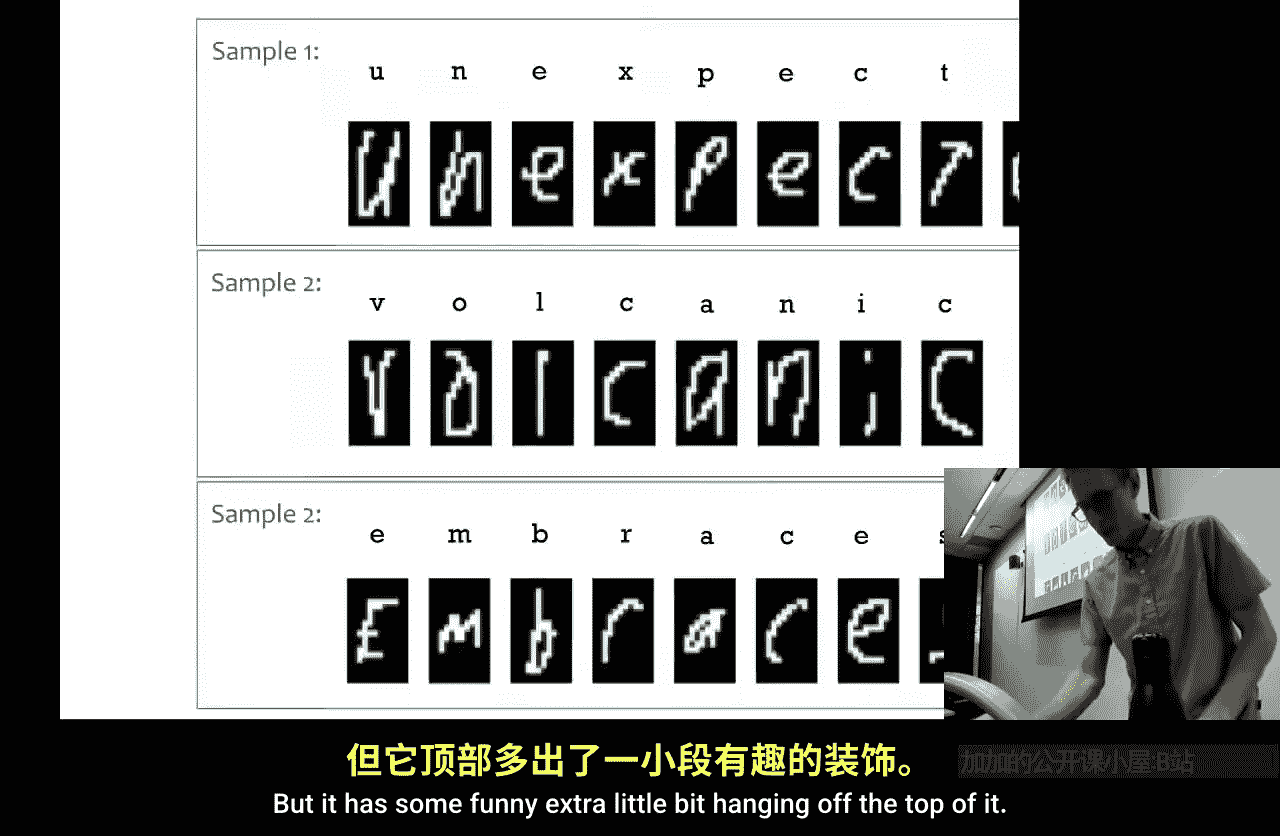 Sample 1:
u n e x p e c t
u n e x p e c T
Sample 2:
v o l c a n i c
v o l c a n i c
Sample 2:
e m b r a c e s
E m b r a c e
但它顶部多出了一小段有趣的装饰。
加加的公开课小屋:B站
But it has some funny extra little bit hanging off the top of it.